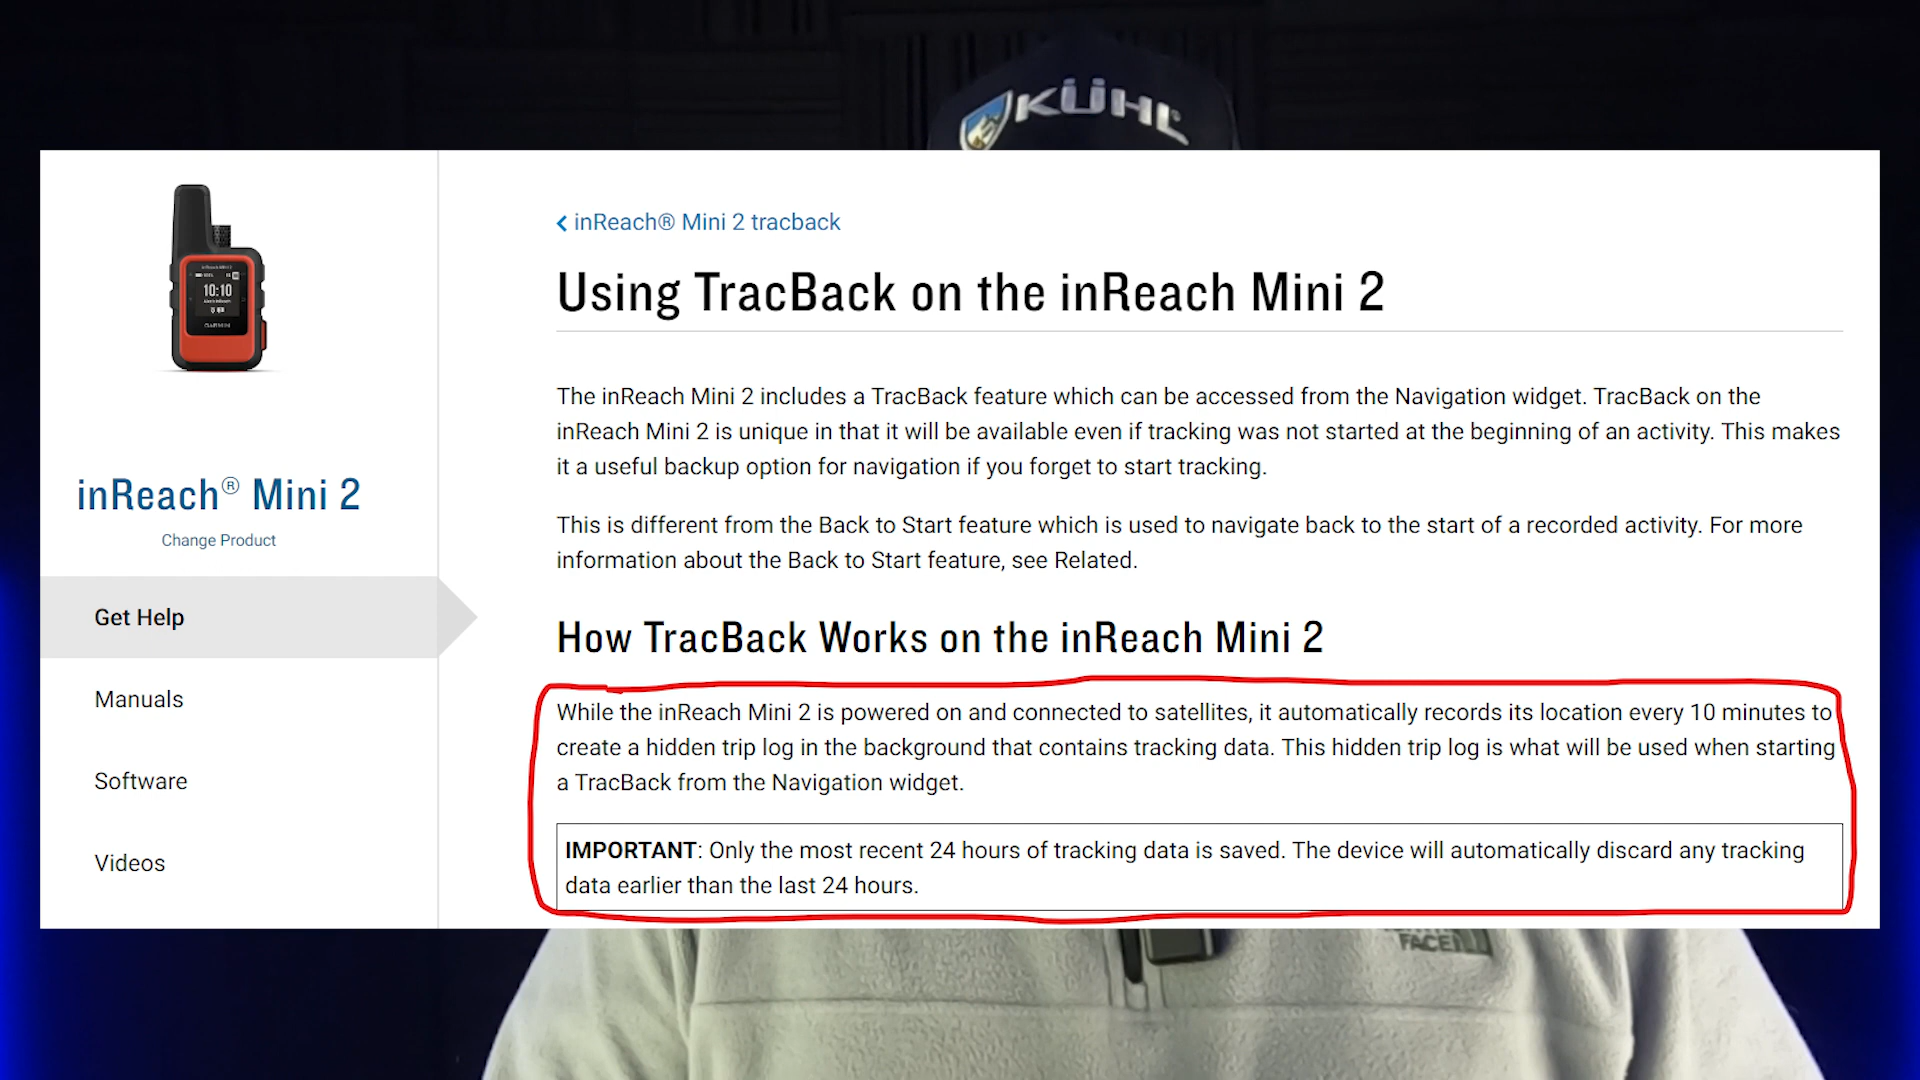 KÜHL
inReach® Mini 2 tracback
Using TracBack on the inReach Mini 2
The inReach Mini 2 includes a TracBack feature which can be accessed from the Navigation widget. TracBack on the
inReach Mini 2 is unique in that it will be available even if tracking was not started at the beginning of an activity. This makes
it a useful backup option for navigation if you forget to start tracking.
This is different from the Back to Start feature which is used to navigate back to the start of a recorded activity. For more
information about the Back to Start feature, see Related.
How TracBack Works on the inReach Mini 2
While the inReach Mini 2 is powered on and connected to satellites, it automatically records its location every 10 minutes to
create a hidden trip log in the background that contains tracking data. This hidden trip log is what will be used when starting
a TracBack from the Navigation widget.
IMPORTANT: Only the most recent 24 hours of tracking data is saved. The device will automatically discard any tracking
data earlier than the last 24 hours.
10:10
GARMIN
inReach® Mini 2
Change Product
Get Help
Manuals
Software
Videos
FACE